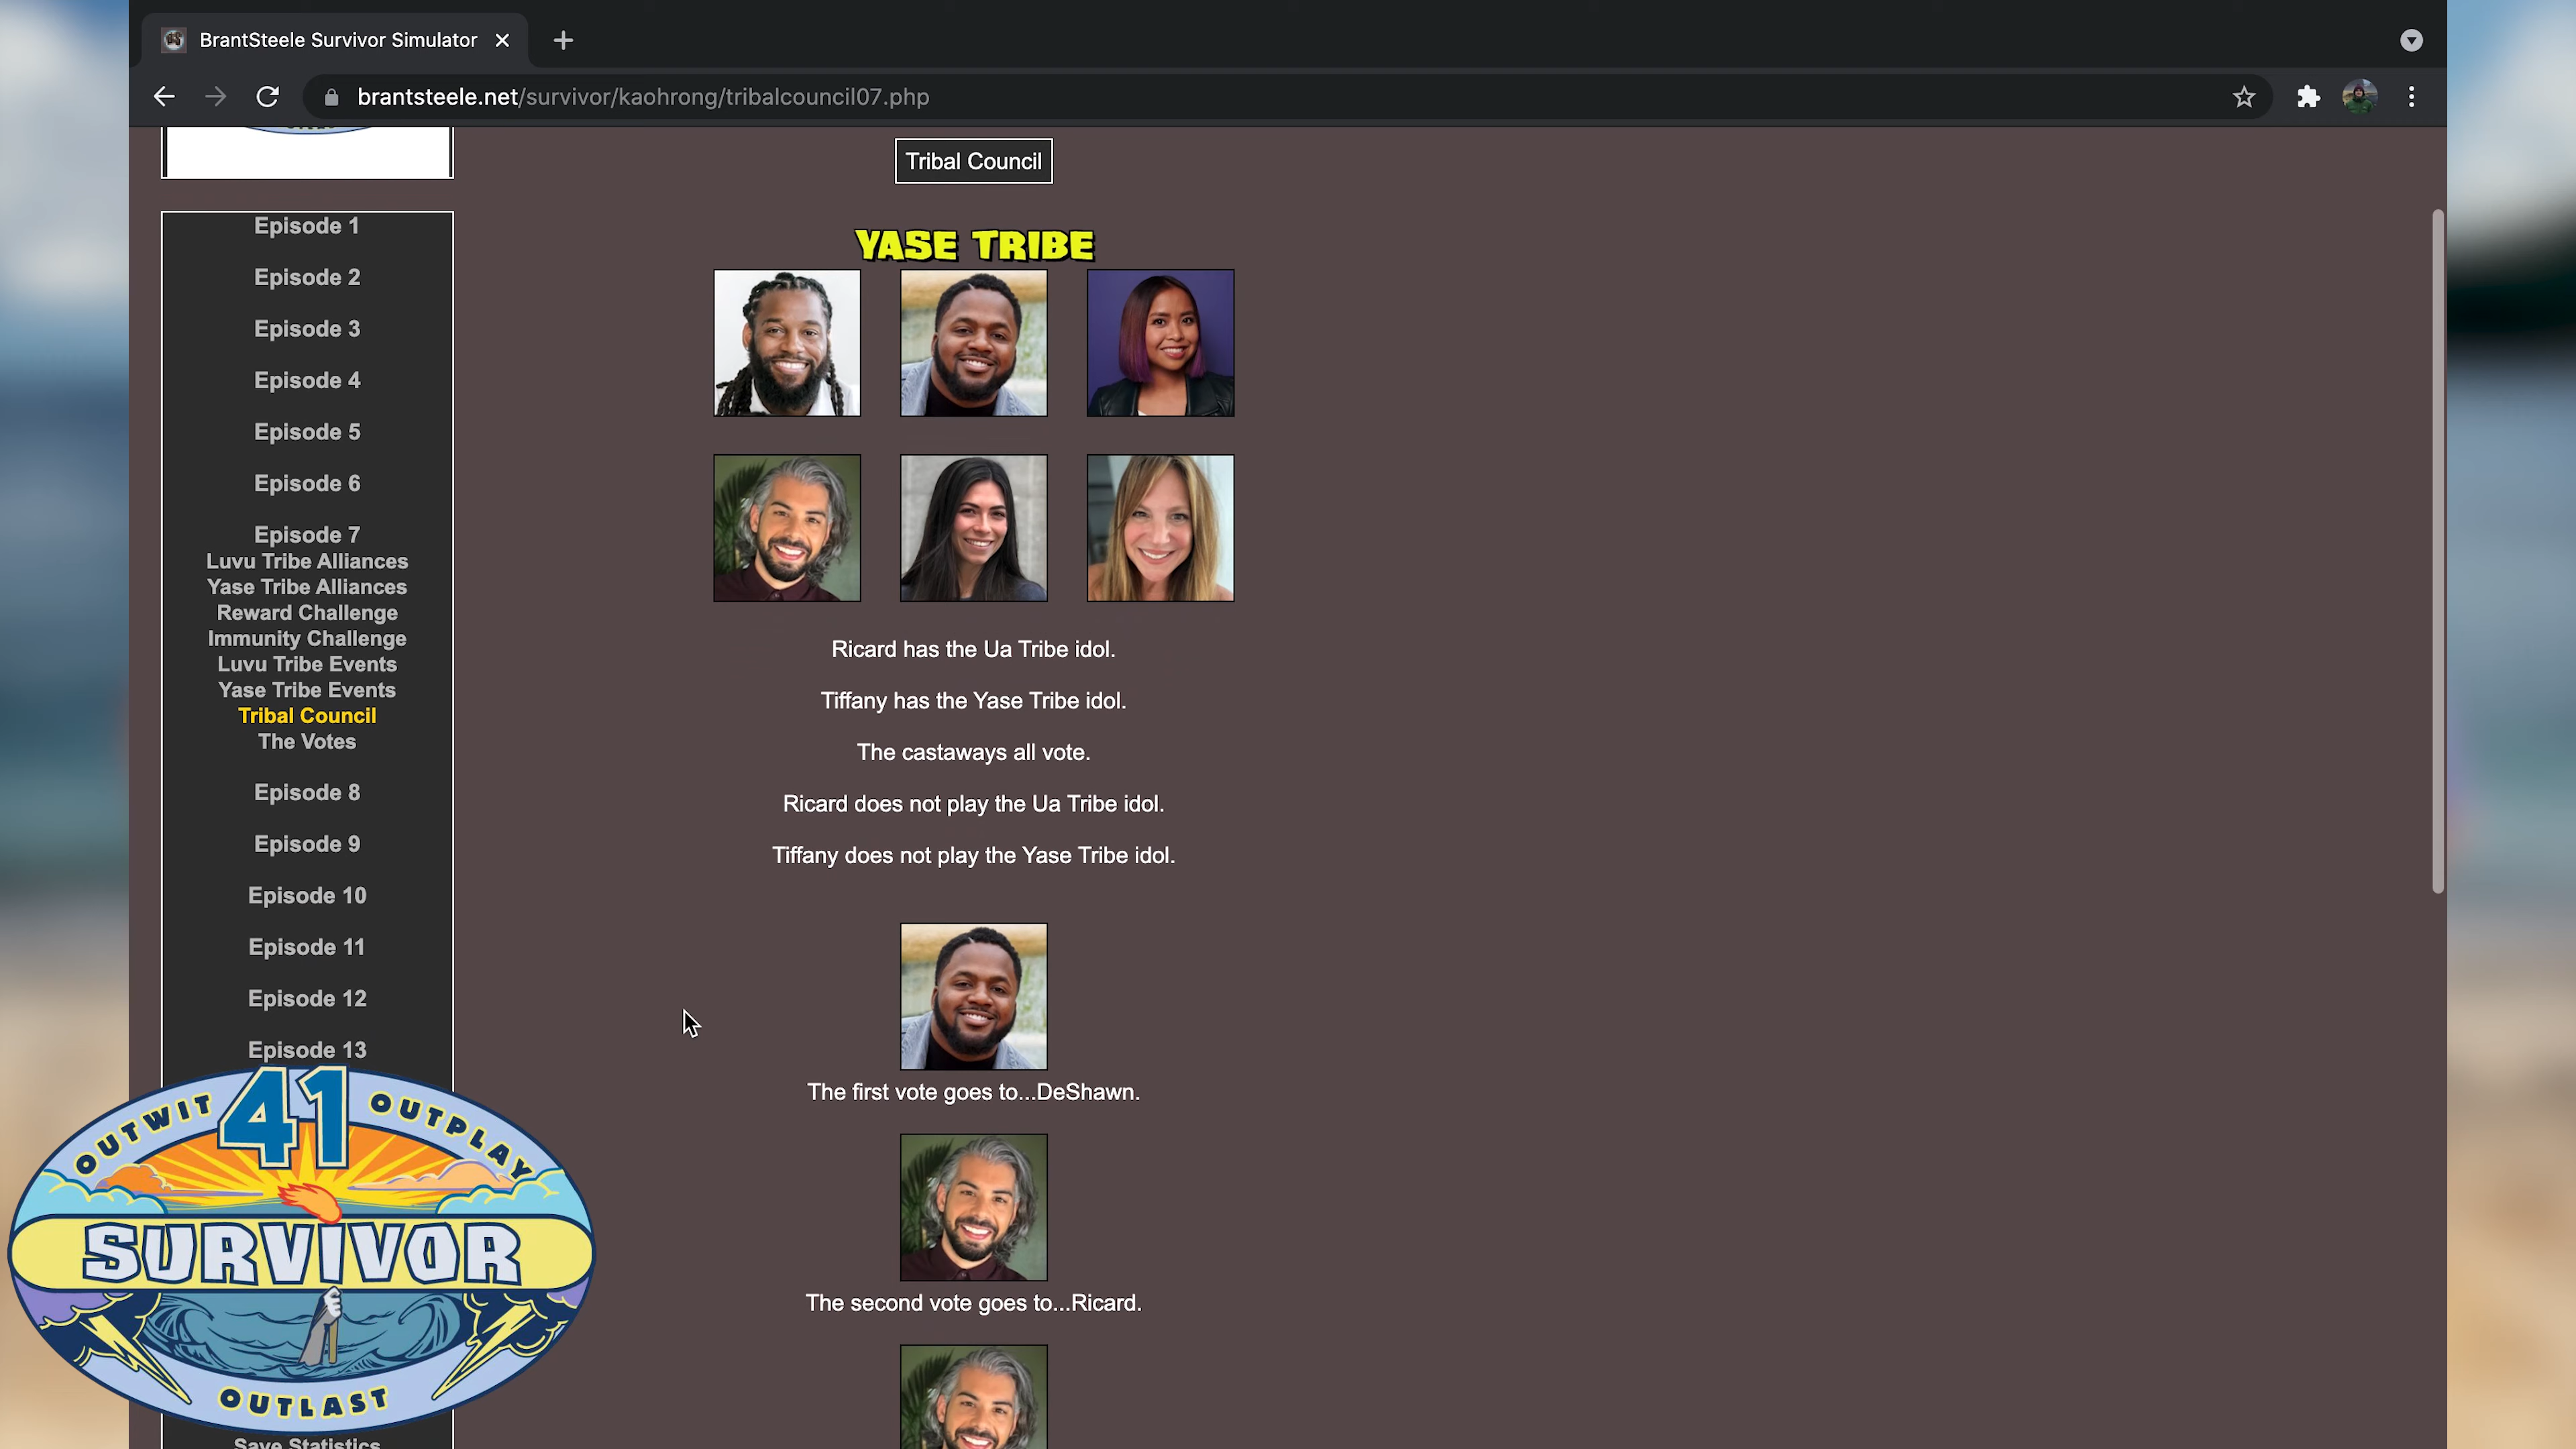 BrantSteele Survivor Simulator
brantsteele.net/survivor/kaohrong/tribalcouncil07.php
Tribal Council
Episode 1
Episode 2
Episode 3
Episode 4
Episode 5
Episode 6
Episode 7
Luvu Tribe Alliances
Yase Tribe Alliances
Reward Challenge
Immunity Challenge
Luvu Tribe Events
Yase Tribe Events
Tribal Council
The Votes
Episode 8
Episode 9
Episode 10
Episode 11
Episode 12
Episode 13
YASE TRIBE
Ricard has the Ua Tribe idol.
Tiffany has the Yase Tribe idol.
The castaways all vote.
Ricard does not play the Ua Tribe idol.
Tiffany does not play the Yase Tribe idol.
The first vote goes to...DeShawn.
The second vote goes to...Ricard.
41
OUTWIT OUTPLAY
SURVIVOR
OUTLAST
Save Statistics